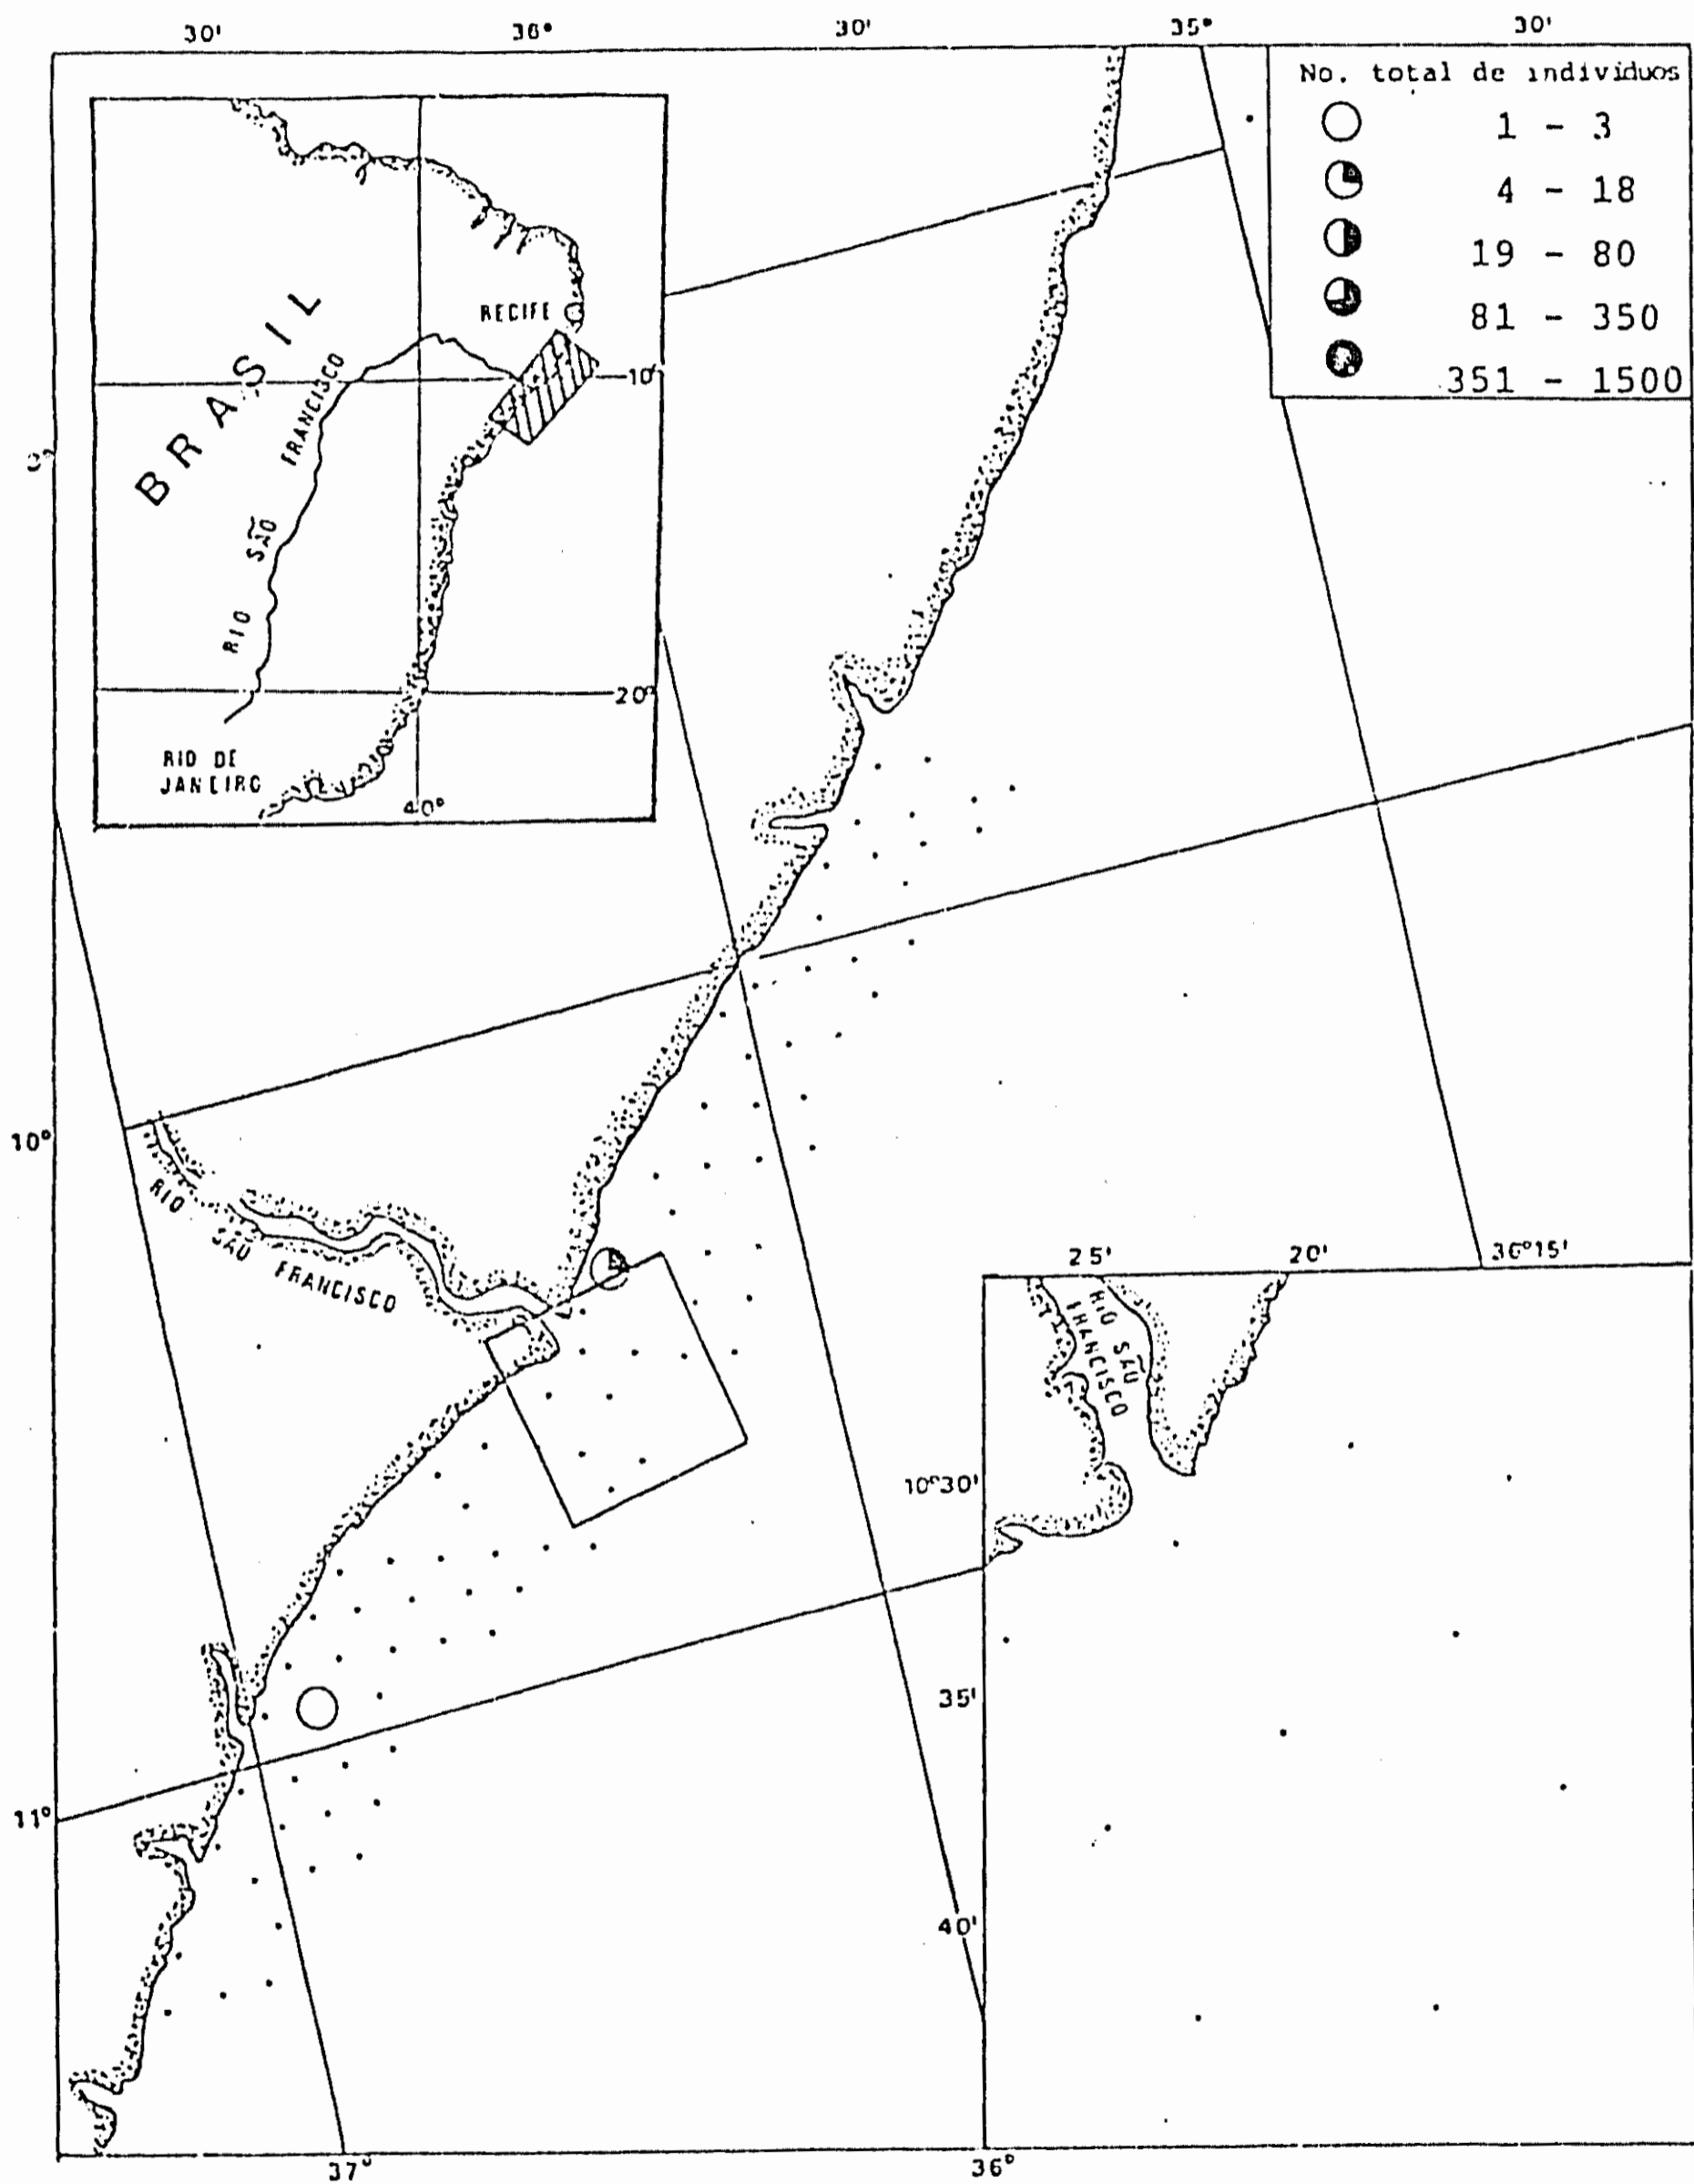 30'
36°
30'
35°
30'
No. total de individuos
1 - 3
4 - 18
19 - 80
81 - 350
351 - 1500
BRASIL
RECIFE
RIO SÃO FRANCISCO
10°
20°
RIO DE
JANEIRO
40°
10°
RIO
SÃO
FRANCISCO
25'
20'
36°15'
RIO SÃO
FRANCISCO
10°30'
35'
11°
40'
37°
36°